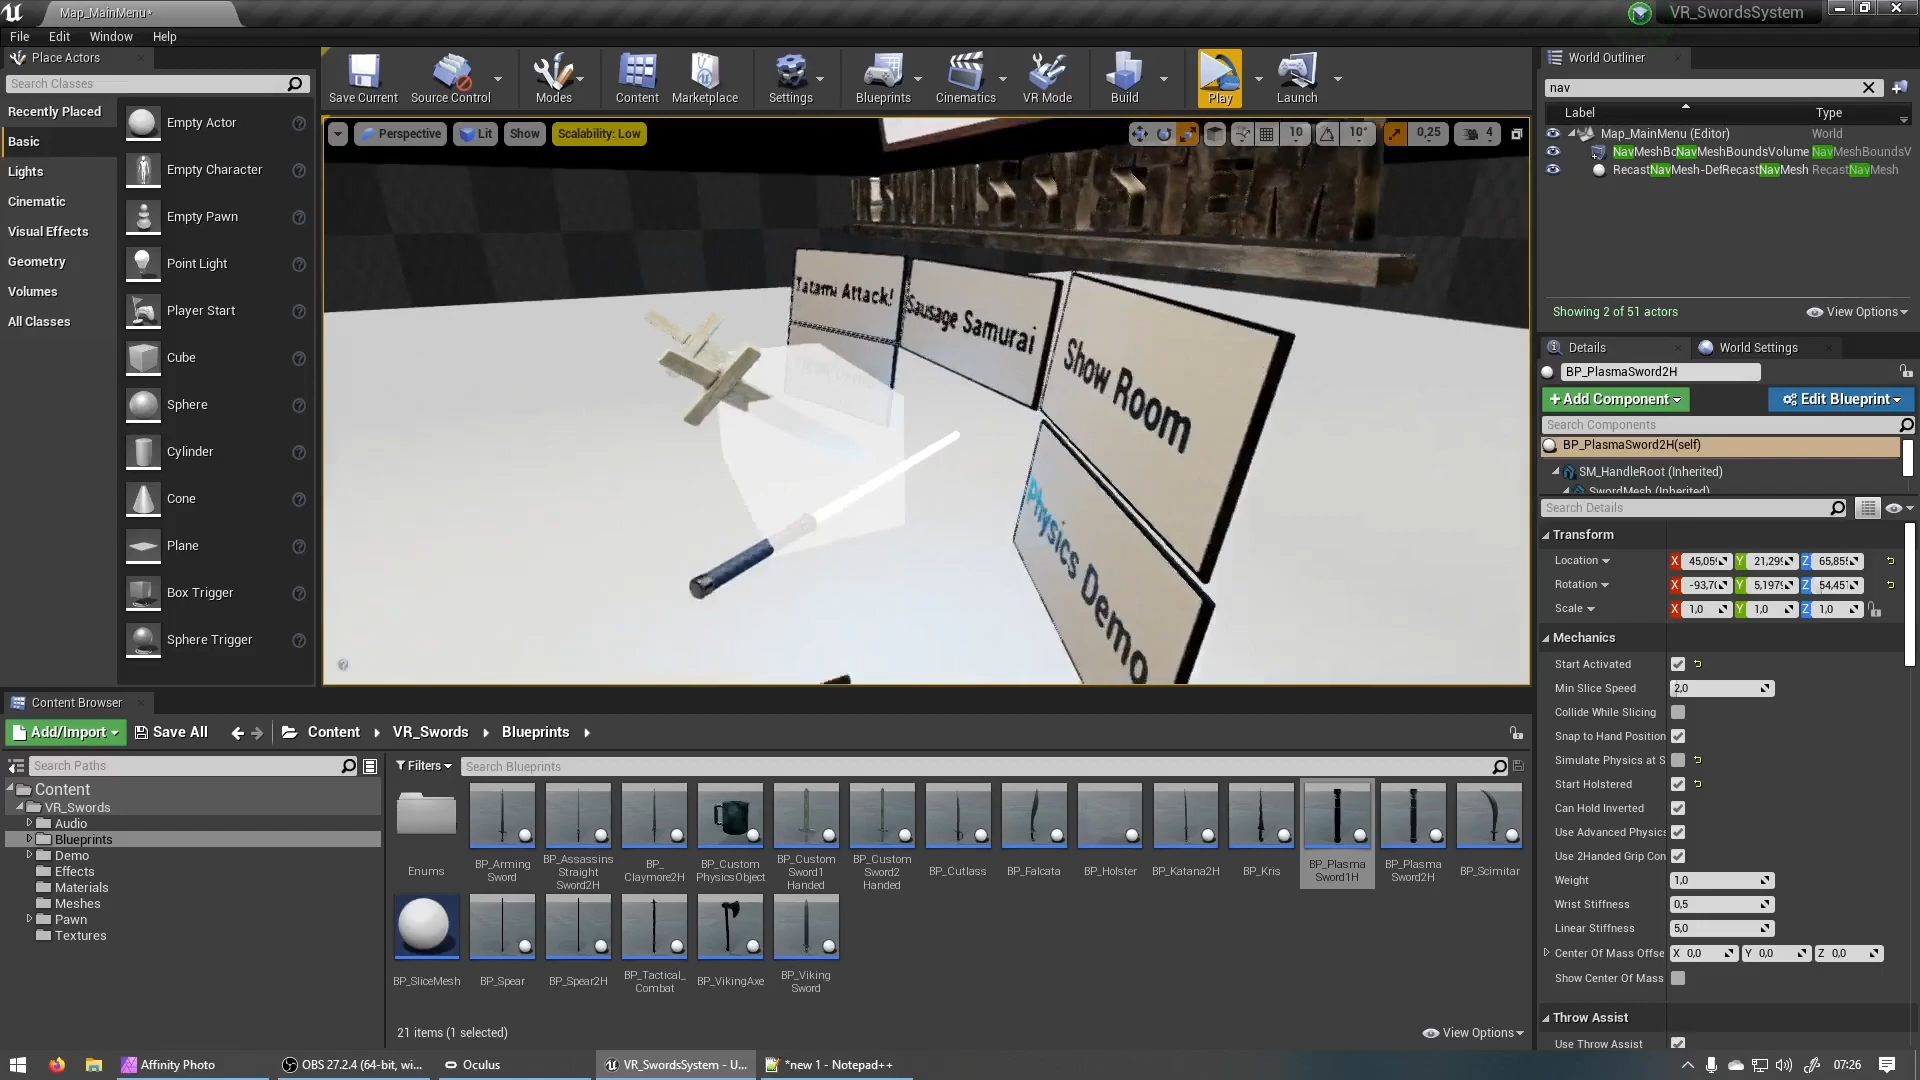 Map_MainMenu*
VR_SwordsSystem
File Edit Window Help
Place Actors
Search Classes
Recently Placed
Basic
Lights
Cinematic
Visual Effects
Geometry
Volumes
All Classes
Empty Actor
Empty Character
Empty Pawn
Point Light
Player Start
Cube
Sphere
Cylinder
Cone
Plane
Box Trigger
Sphere Trigger
Save Current
Source Control
Modes
Content
Marketplace
Settings
Blueprints
Cinematics
VR Mode
Build
Play
Launch
Perspective Lit Show Scalability: Low
10 10° 0,25 4
Tatami Attack!
Sausage Samurai
Show Room
Physics Demo
World Outliner
nav
Label Type
Map_MainMenu (Editor) World
NavMeshBoNavMeshBoundsVolume NavMeshBoundsV
RecastNavMesh-DefRecastNavMesh RecastNavMesh
Showing 2 of 51 actors
View Options
Details
World Settings
BP_PlasmaSword2H
+Add Component
Edit Blueprint
Search Components
BP_PlasmaSword2H(self)
SM_HandleRoot (Inherited)
SwordMesh (Inherited)
Search Details
Transform
Location X 45,059 Y 21,299 Z 65,855
Rotation X -93,70 Y 5,1979 Z 54,457
Scale X 1,0 Y 1,0 Z 1,0
Mechanics
Start Activated
Min Slice Speed 2,0
Collide While Slicing
Snap to Hand Position
Simulate Physics at S
Start Holstered
Can Hold Inverted
Use Advanced Physics
Use 2Handed Grip Con
Weight 1,0
Wrist Stiffness 0,5
Linear Stiffness 5,0
Center Of Mass Offse X 0,0 Y 0,0 Z 0,0
Show Center Of Mass
Throw Assist
Use Throw Assist
Content Browser
Add/Import
Save All
Content VR_Swords Blueprints
Search Paths
Content
VR_Swords
Audio
Blueprints
Demo
Effects
Materials
Meshes
Pawn
Textures
Filters
Search Blueprints
Enums
BP_Arming
Sword
BP_Assassins
Straight
Sword2H
BP_
Claymore2H
BP_Custom
PhysicsObject
BP_Custom
Sword1
Handed
BP_Custom
Sword2
Handed
BP_Cutlass
BP_Falcata
BP_Holster
BP_Katana2H
BP_Kris
BP_Plasma
Sword1H
BP_Plasma
Sword2H
BP_Scimitar
BP_SliceMesh
BP_Spear
BP_Spear2H
BP_Tactical_
Combat
BP_VikingAxe
BP_Viking
Sword
21 items (1 selected)
View Options
Affinity Photo
OBS 27.2.4 (64-bit, wi...
Oculus
VR_SwordsSystem - U...
*new 1 - Notepad++
07:26